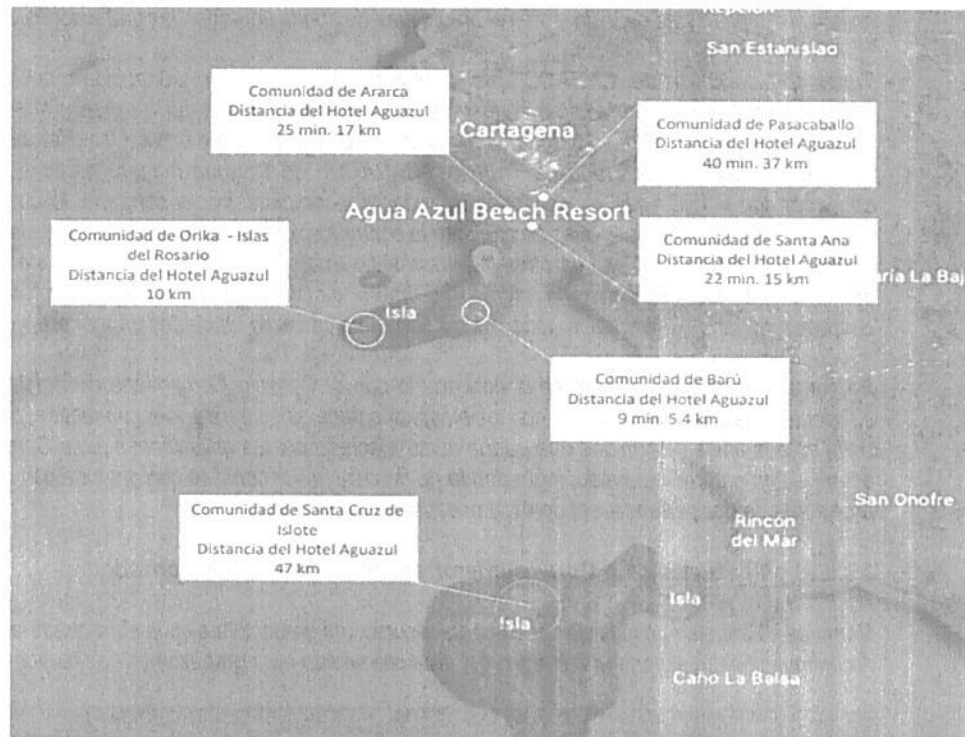 San Estanislao
Comunidad de Ararca
Distancia del Hotel Aguazul
25 min. 17 km
Cartagena
Comunidad de Pasacaballo
Distancia del Hotel Aguazul
40 min. 37 km
Agua Azul Beach Resort
Comunidad de Orika - Islas
del Rosario
Distancia del Hotel Aguazul
10 km
Comunidad de Santa Ana
Distancia del Hotel Aguazul
22 min. 15 km
aría La Baj
Isla
Comunidad de Barú
Distancia del Hotel Aguazul
9 min. 5.4 km
Comunidad de Santa Cruz de
Islote
Distancia del Hotel Aguazul
47 km
San Onofre
Rincón
del Mar
Isla
Isla
Caño La Balsa